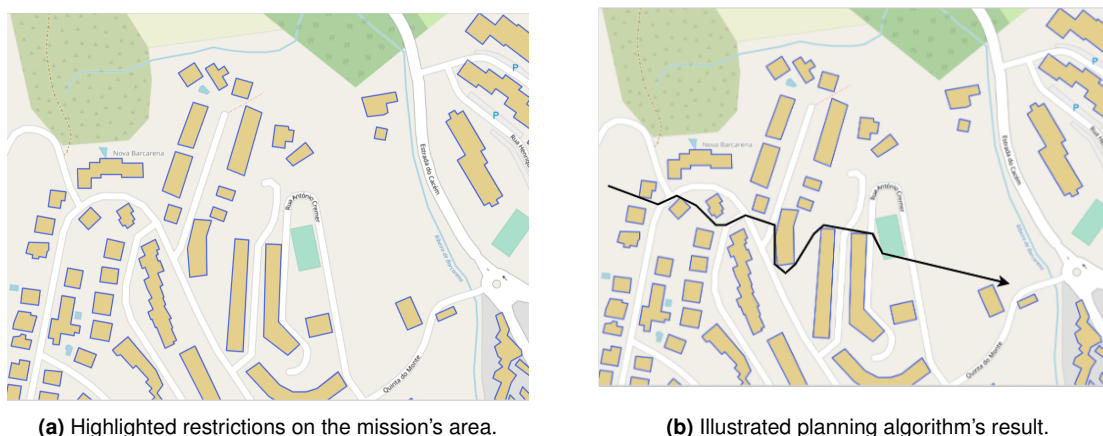 P
Nova Barcarena
P
Estrada do Cacém
Rua António Cremer
Ribeira de Barcarena
Quinta do Monte
(a) Highlighted restrictions on the mission's area.
P
Nova Barcarena
P
Estrada do Cacém
Rua António Cremer
Ribeira de Barcarena
Quinta do Monte
(b) Illustrated planning algorithm's result.